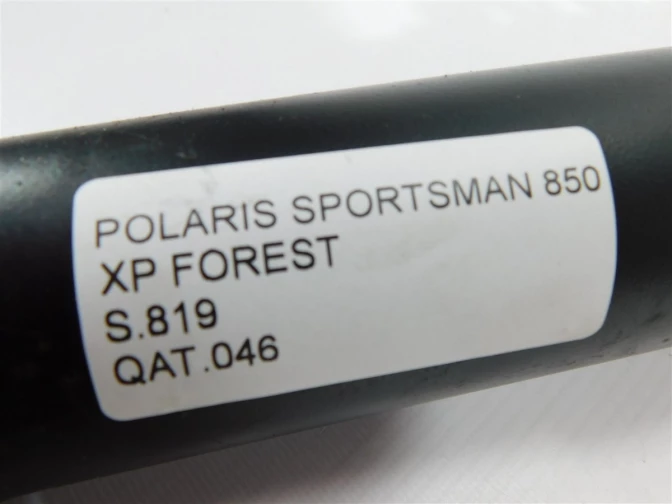 POLARIS SPORTSMAN 850
XP FOREST
S.819
QAT.046